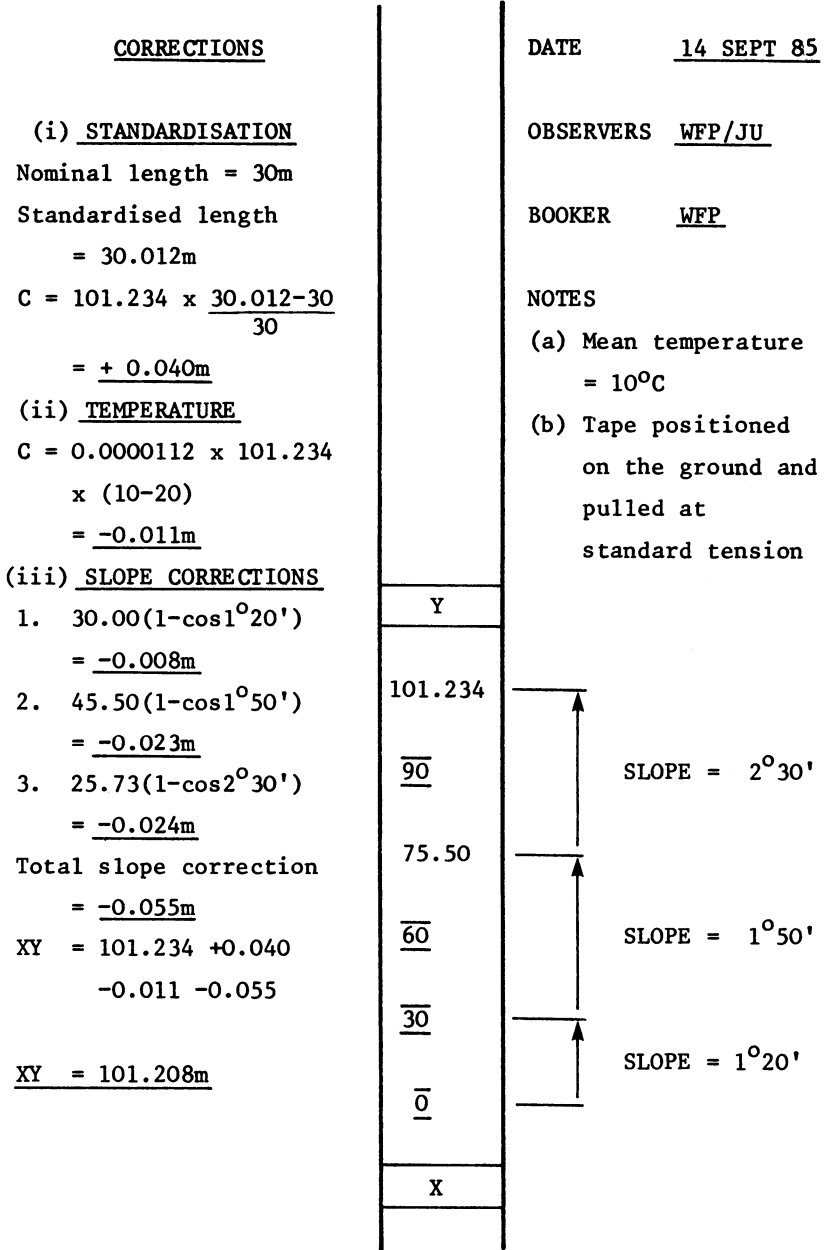 CORRECTIONS
(i) STANDARDISATION
Nominal length = 30m
Standardised length
= 30.012m
C = 101.234 x 30.012-30
30
= + 0.040m
(ii) TEMPERATURE
C = 0.0000112 x 101.234
x (10-20)
= -0.011m
(iii) SLOPE CORRECTIONS
1. 30.00(1-cos1°20')
= -0.008m
2. 45.50(1-cos1°50')
= -0.023m
3. 25.73(1-cos2°30')
= -0.024m
Total slope correction
= -0.055m
XY = 101.234 +0.040
-0.011 -0.055
XY = 101.208m
Y
101.234
90
75.50
60
30
0
X
DATE 14 SEPT 85
OBSERVERS WFP/JU
BOOKER WFP
NOTES
(a) Mean temperature
= 10°C
(b) Tape positioned
on the ground and
pulled at
standard tension
SLOPE = 2°30'
SLOPE = 1°50'
SLOPE = 1°20'